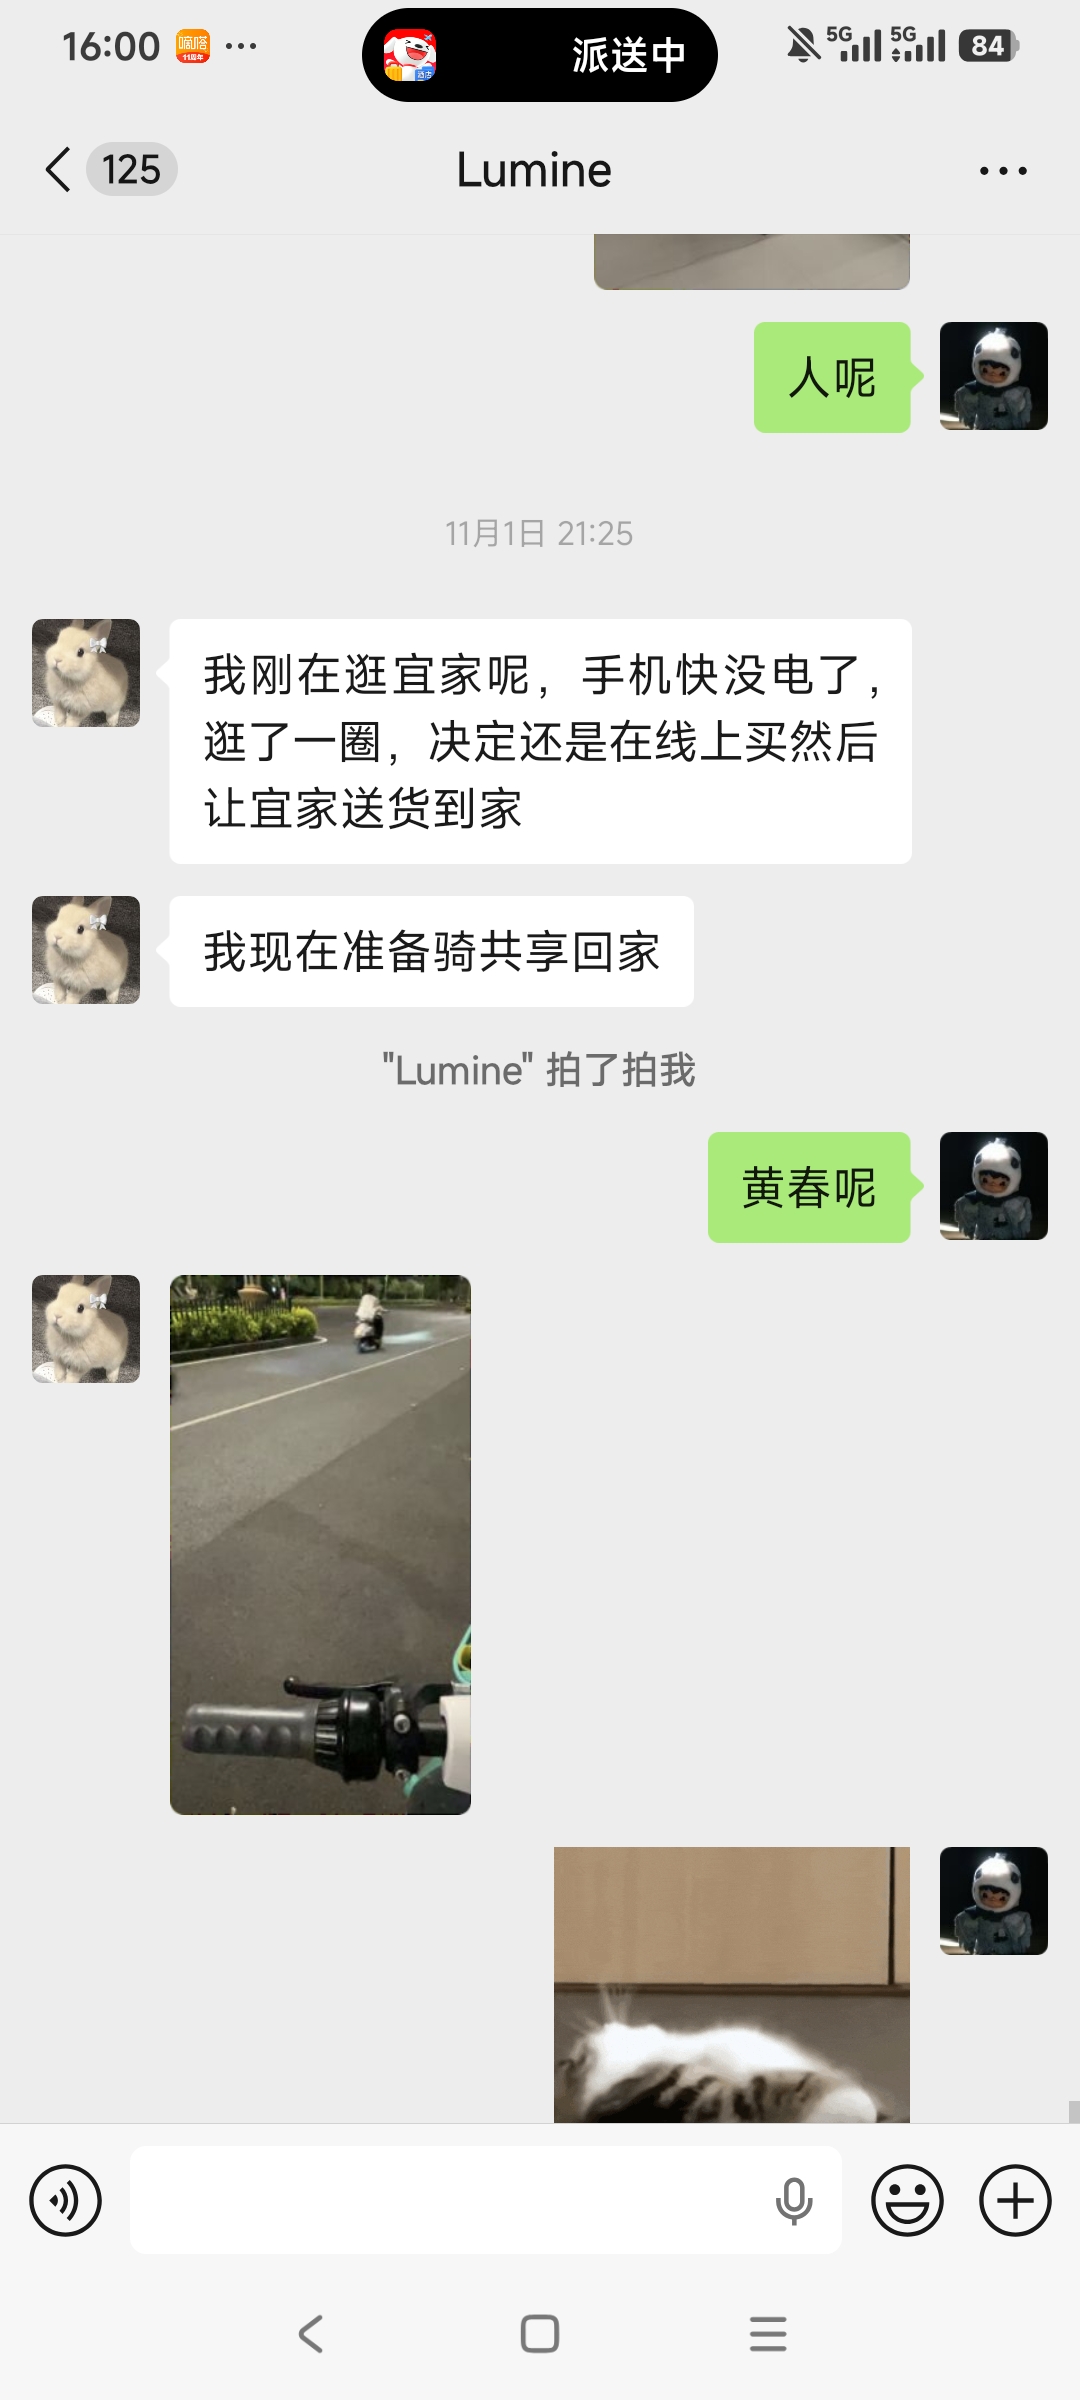 16:00
嘀嗒
派送中
5G
5G
84
125
Lumine
人呢
11月1日 21:25
我刚在逛宜家呢，手机快没电了，
逛了一圈，决定还是在线上买然后
让宜家送货到家
我现在准备骑共享回家
"Lumine" 拍了拍我
黄春呢